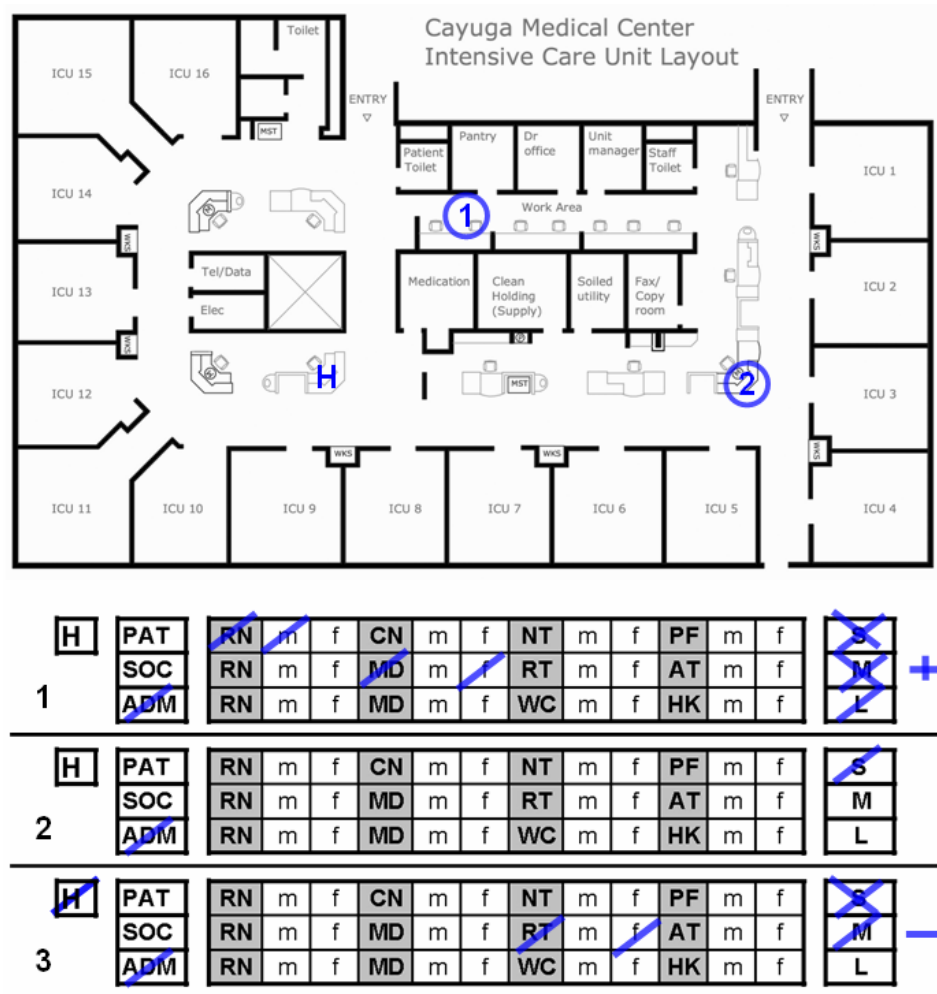 Cayuga Medical Center
Intensive Care Unit Layout
Toilet
ICU 15
ICU 16
ENTRY
ENTRY
MST
Pantry
Dr office
Unit manager
Patient Toilet
Staff Toilet
ICU 14
ICU 1
Work Area
1
WKS
WKS
Tel/Data
ICU 13
Medication
Clean Holding (Supply)
Soiled utility
Fax/ Copy room
ICU 2
Elec
WKS
H
MST
2
ICU 12
ICU 3
WKS
WKS
WKS
ICU 11
ICU 10
ICU 9
ICU 8
ICU 7
ICU 6
ICU 5
ICU 4
H PAT RN m f CN m f NT m f PF m f S
SOC RN m f MD m f RT m f AT m f M +
1 ADM RN m f MD m f WC m f HK m f L
H PAT RN m f CN m f NT m f PF m f S
SOC RN m f MD m f RT m f AT m f M
2 ADM RN m f MD m f WC m f HK m f L
H PAT RN m f CN m f NT m f PF m f S
SOC RN m f MD m f RT m f AT m f M —
3 ADM RN m f MD m f WC m f HK m f L